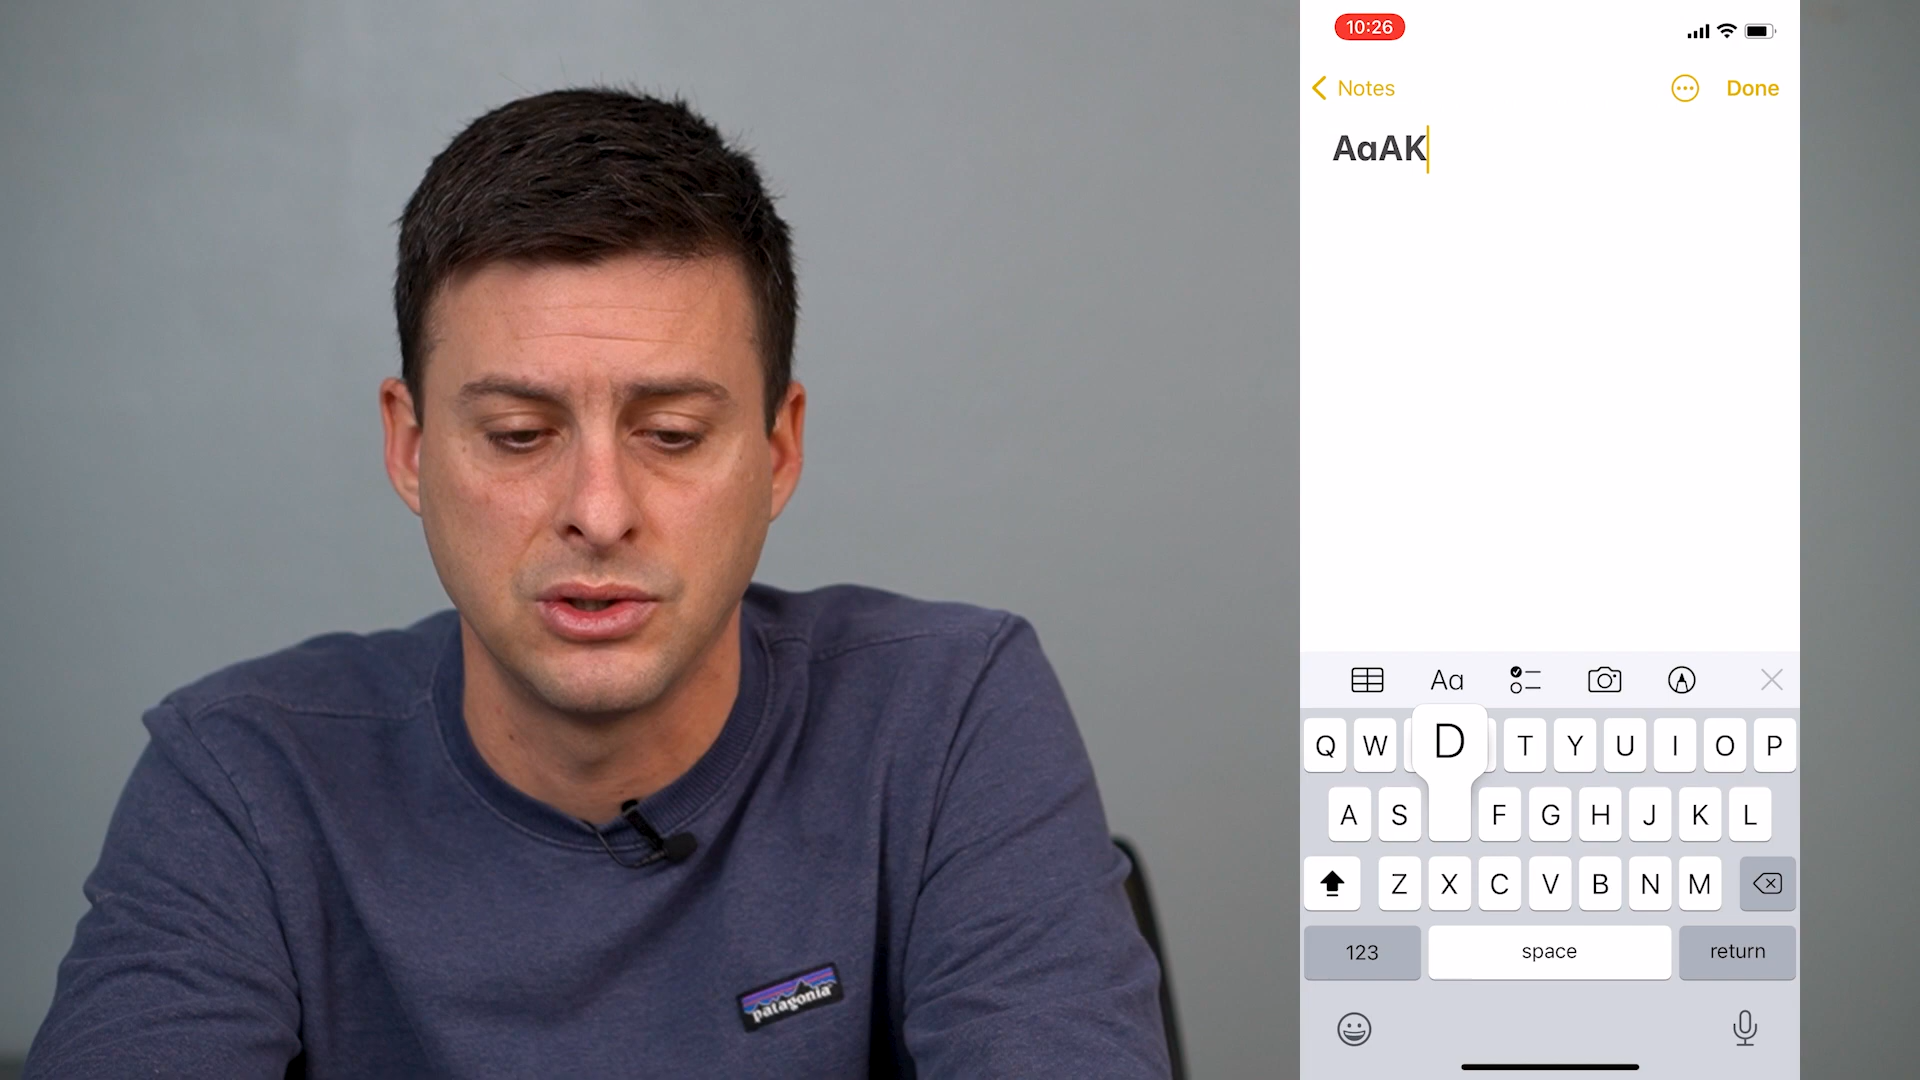 10:26
Notes
Done
AaAK
Aa
Q W D T Y U I O P
A S F G H J K L
Z X C V B N M
123 space return
patagonia